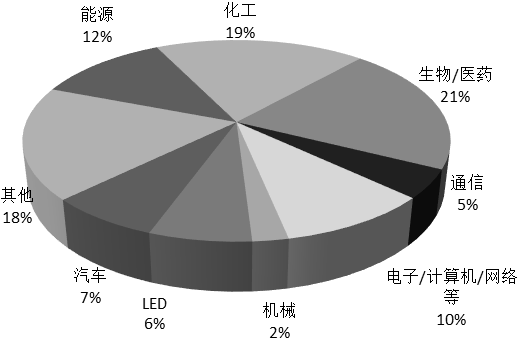 能源
12%
化工
19%
生物/医药
21%
通信
5%
电子/计算机/网络
等
10%
机械
2%
LED
6%
汽车
7%
其他
18%